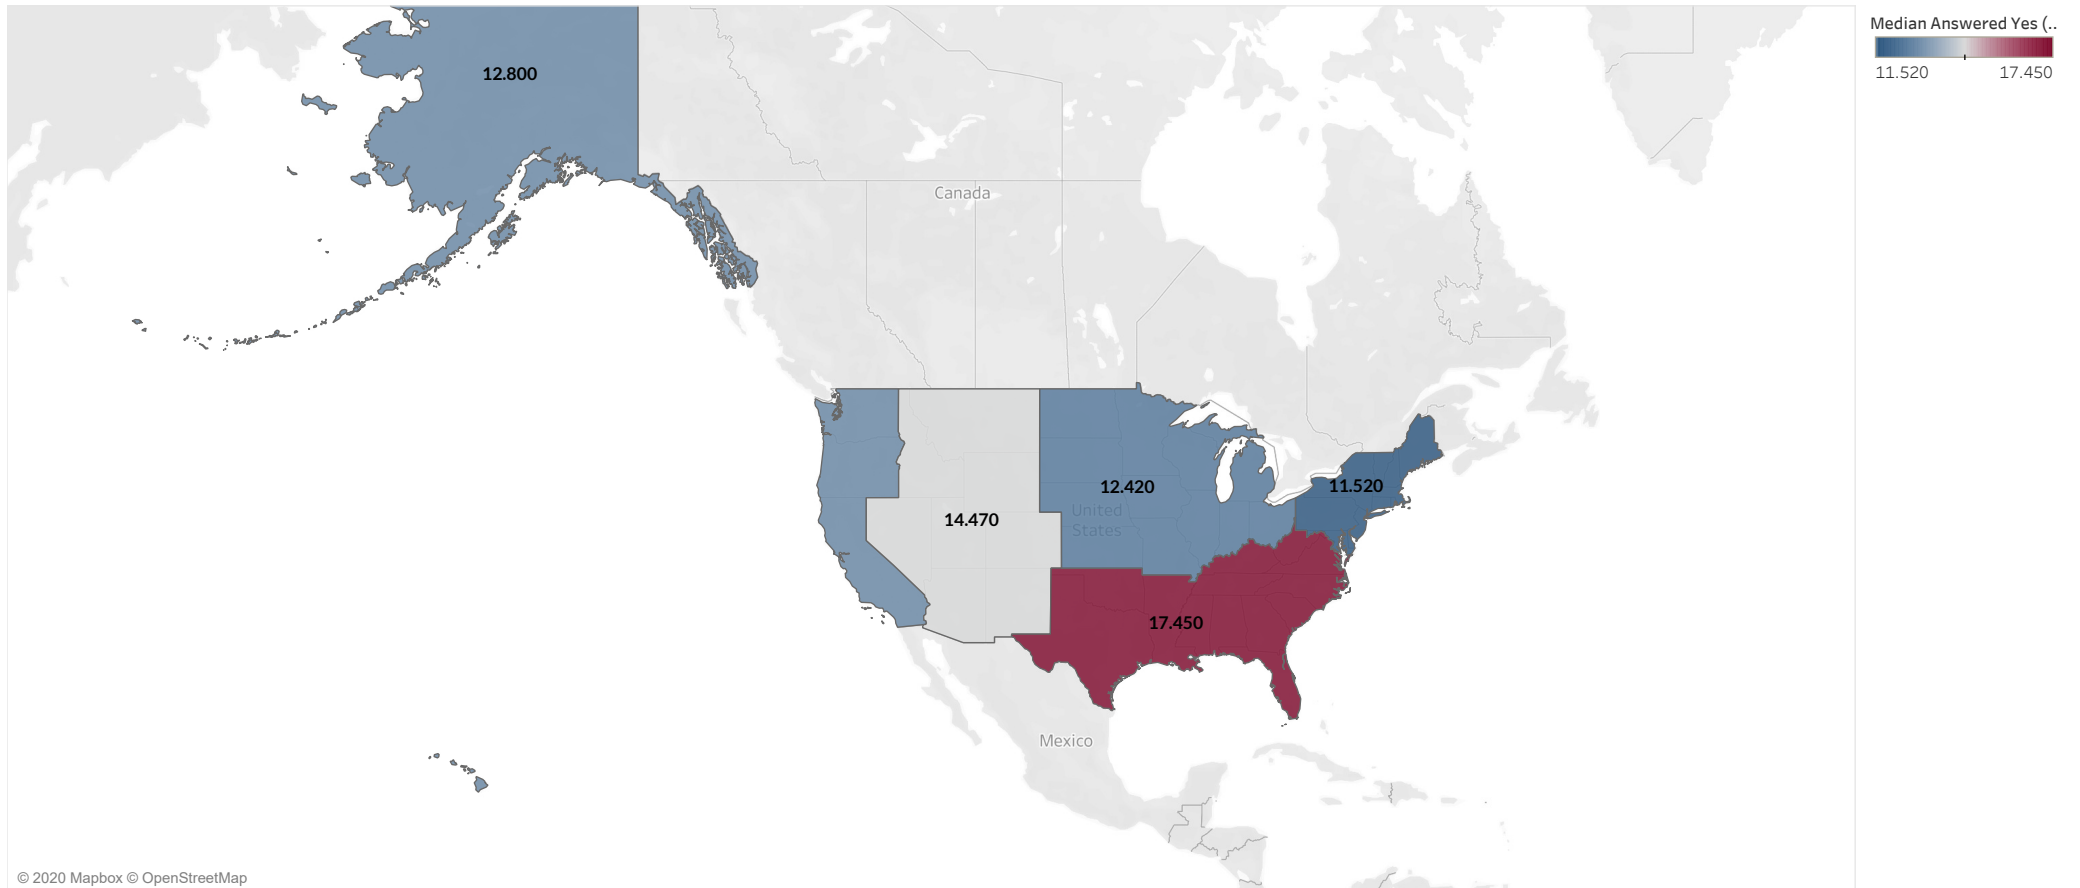 Median Answered Yes (..
11.520 17.450
12.800
Canada
12.420
11.520
United
States
14.470
17.450
Mexico
© 2020 Mapbox © OpenStreetMap